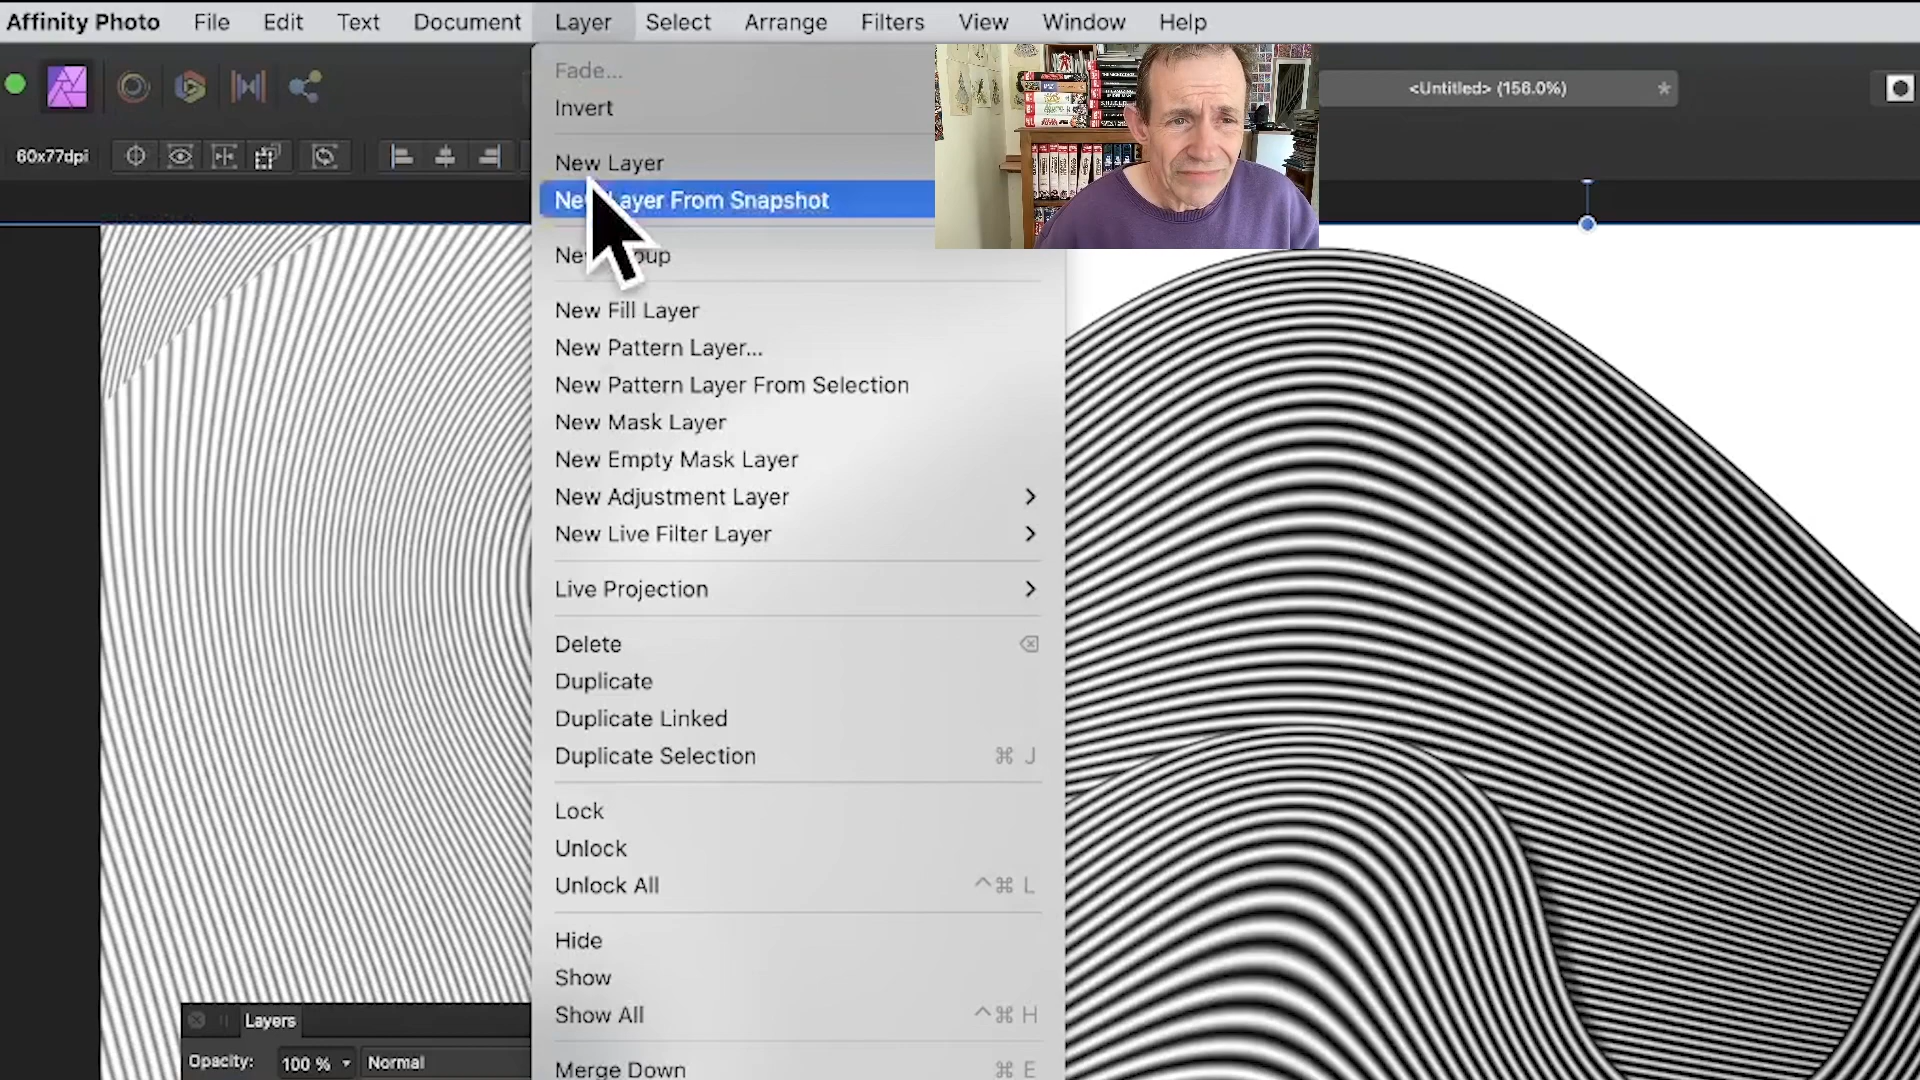 Affinity Photo File Edit Text Document Layer Select Arrange Filters View Window Help
<Untitled> (156.0%) *
60x77dpi
Fade...
Invert
New Layer
New Layer From Snapshot
New Group
New Fill Layer
New Pattern Layer...
New Pattern Layer From Selection
New Mask Layer
New Empty Mask Layer
New Adjustment Layer
New Live Filter Layer
Live Projection
Delete
Duplicate
Duplicate Linked
Duplicate Selection ⌘ J
Lock
Unlock
Unlock All ^⌘ L
Hide
Show
Show All ^⌘ H
Merge Down ⌘ E
Layers
Opacity: 100 % Normal